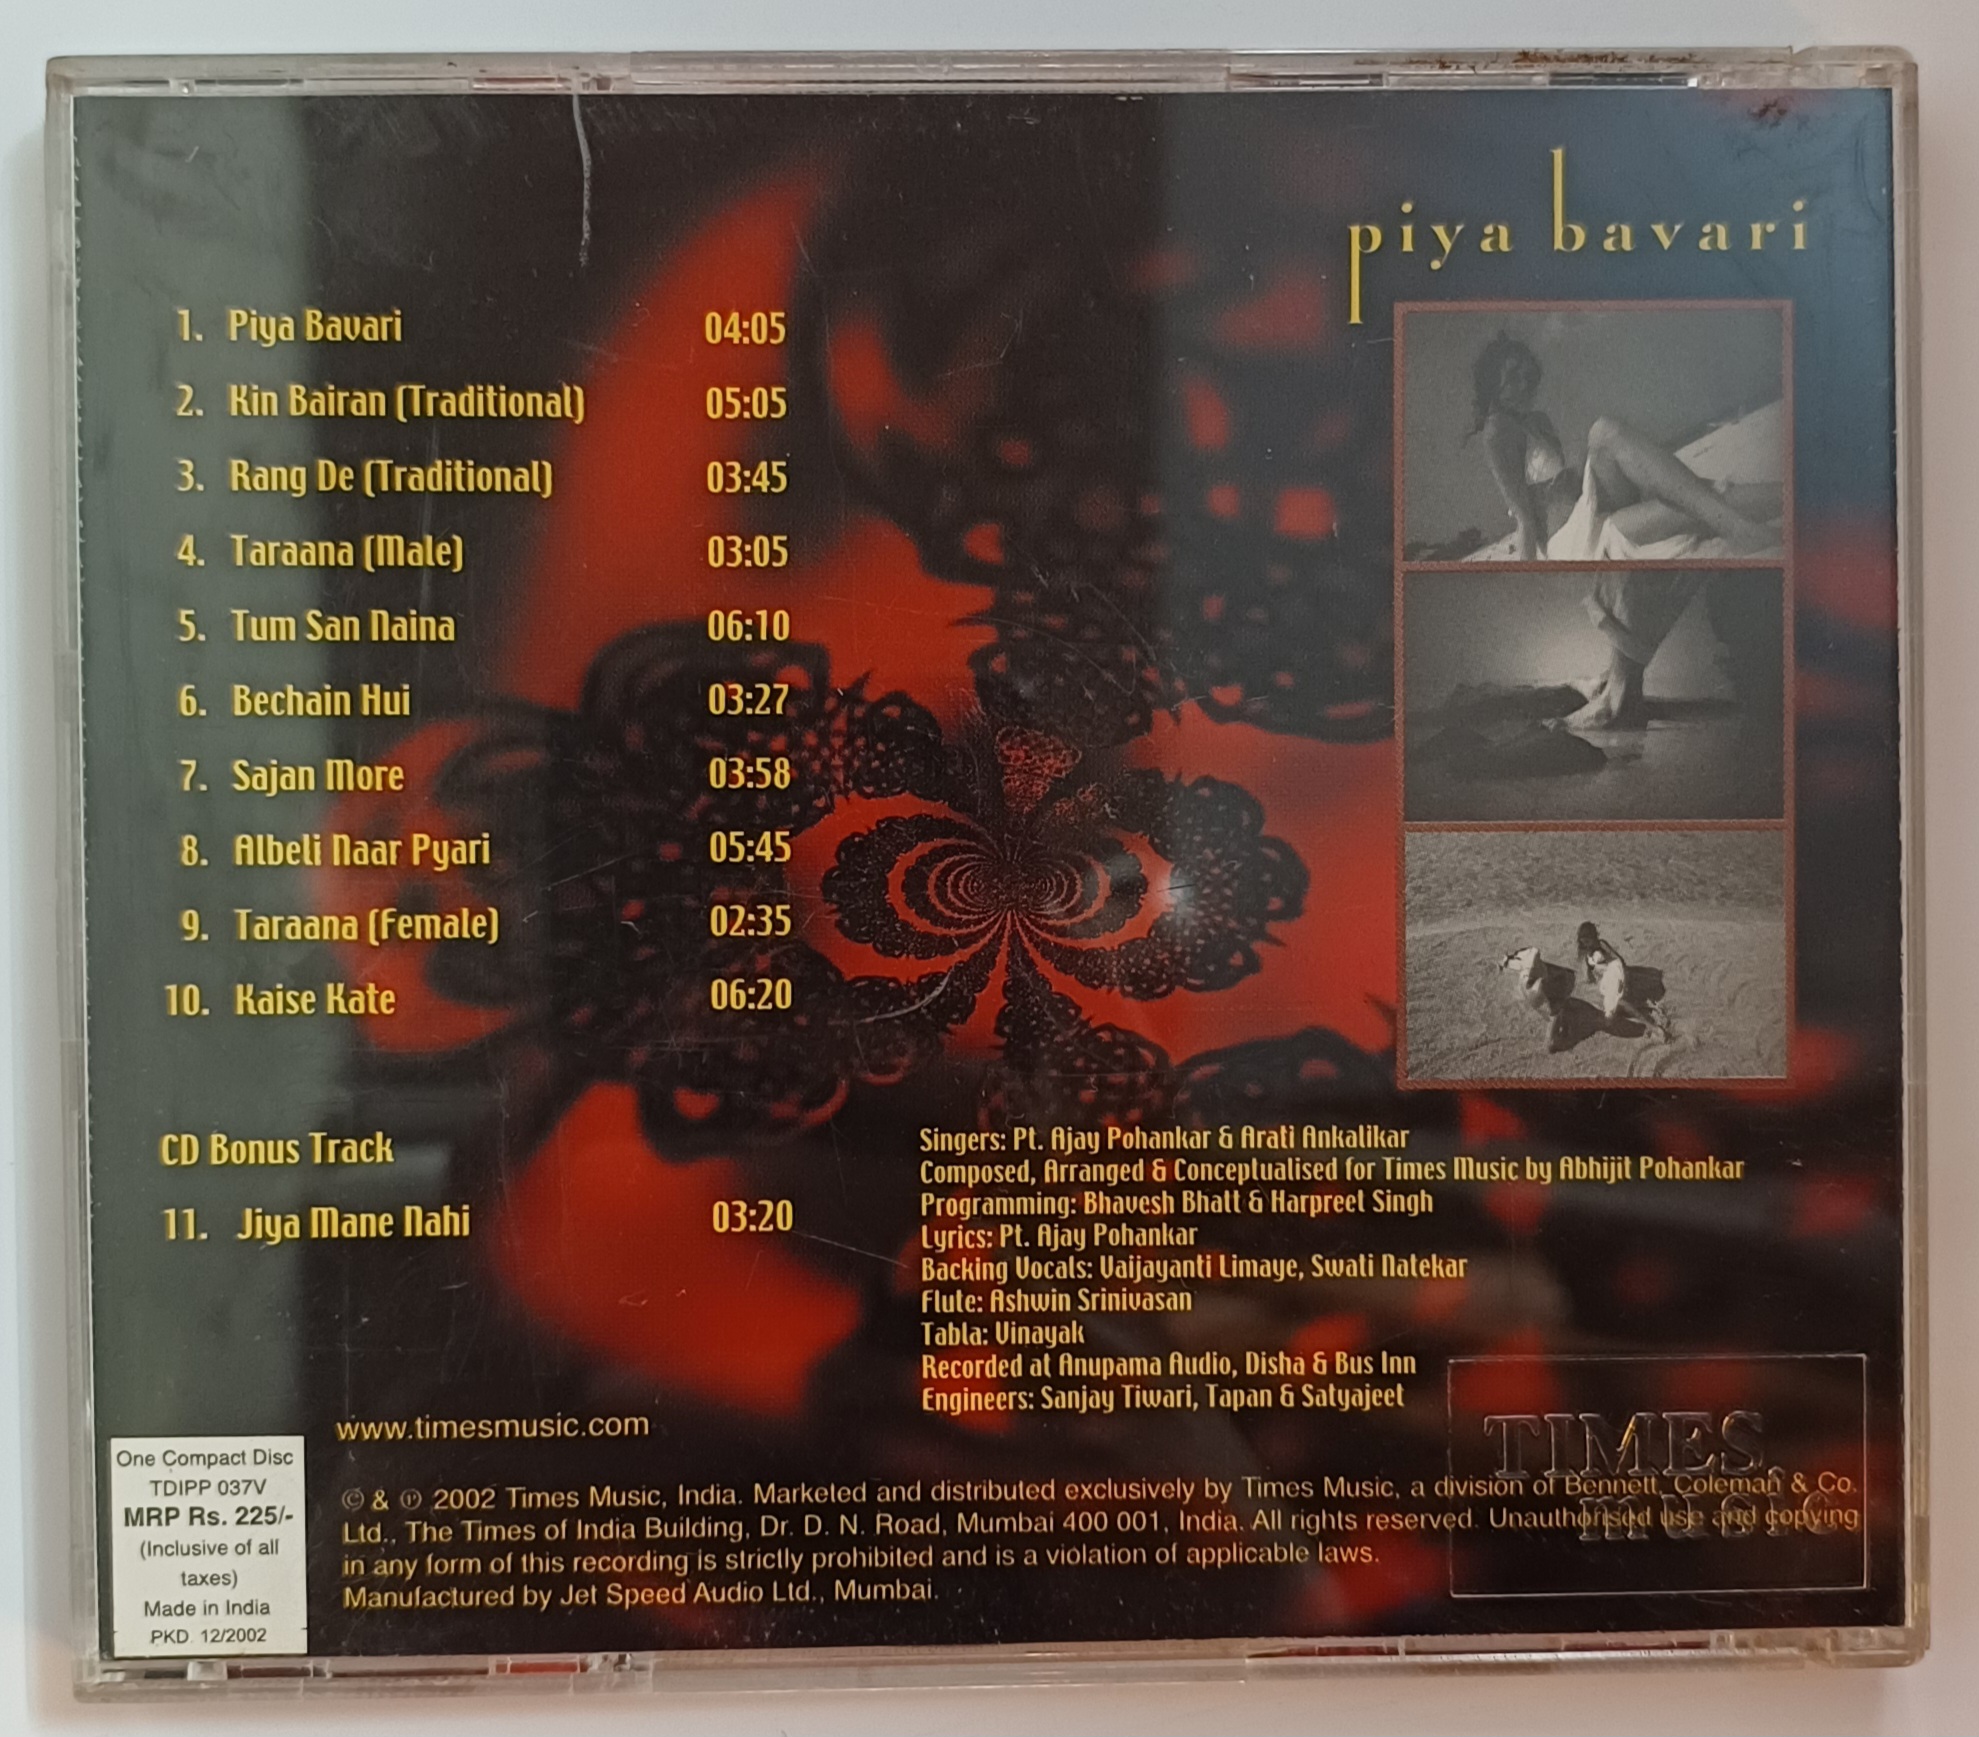 piya bavari
1. Piya Bavari 04:05
2. Kin Bairan (Traditional) 05:05
3. Rang De (Traditional) 03:45
4. Taraana (Male) 03:05
5. Tum San Naina 06:10
6. Bechain Hui 03:27
7. Sajan More 03:58
8. Albeli Naar Pyari 05:45
9. Taraana (Female) 02:35
10. Kaise Kate 06:20
CD Bonus Track
11. Jiya Mane Nahi 03:20
Singers: Pt. Ajay Pohankar & Arati Ankalikar
Composed, Arranged & Conceptualised for Times Music by Abhijit Pohankar
Programming: Bhavesh Bhatt & Harpreet Singh
Lyrics: Pt. Ajay Pohankar
Backing Vocals: Vaijayanti Limaye, Swati Natekar
Flute: Ashwin Srinivasan
Tabla: Vinayak
Recorded at Anupama Audio, Disha & Bus Inn
Engineers: Sanjay Tiwari, Tapan & Satyajeet
www.timesmusic.com
One Compact Disc
TDIPP 037V
MRP Rs. 225/-
(Inclusive of all
taxes)
Made in India
PKD. 12/2002
© & ℗ 2002 Times Music, India. Marketed and distributed exclusively by Times Music, a division of Bennett, Coleman & Co.
Ltd., The Times of India Building, Dr. D. N. Road, Mumbai 400 001, India. All rights reserved. Unauthorised use and copying
in any form of this recording is strictly prohibited and is a violation of applicable laws.
Manufactured by Jet Speed Audio Ltd., Mumbai.
TIMES
music